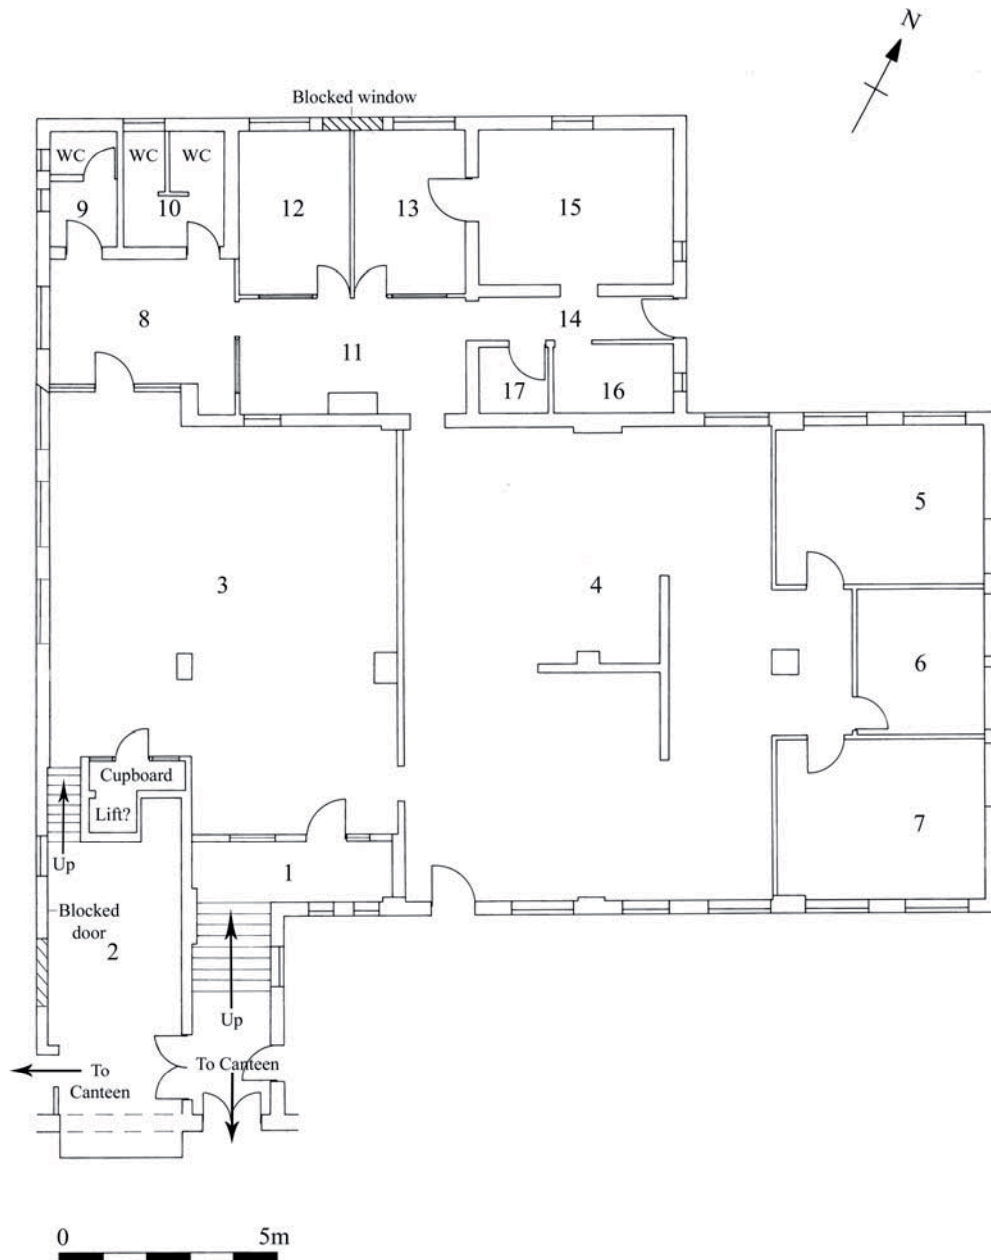 N
Blocked window
WC
WC
WC
9
10
12
13
15
8
14
11
17
16
5
3
4
6
Cupboard
Lift?
7
Up
1
Blocked
door
2
Up
To
Canteen
To Canteen
0
5m